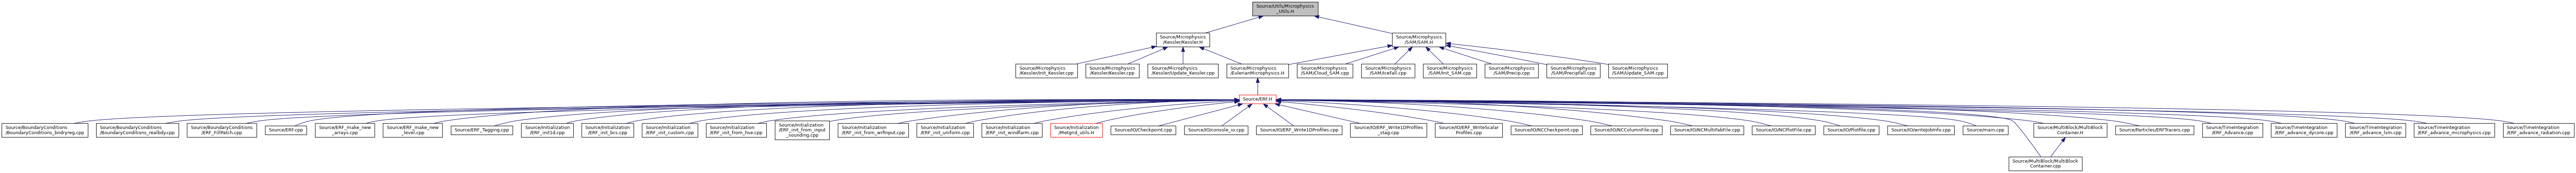 Source/Utils/Microphysics
_Utils.H
Source/Microphysics
/Kessler/Kessler.H
Source/Microphysics
/SAM/SAM.H
Source/Microphysics
/Kessler/Init_Kessler.cpp
Source/Microphysics
/Kessler/Kessler.cpp
Source/Microphysics
/Kessler/Update_Kessler.cpp
Source/Microphysics
/EulerianMicrophysics.H
Source/Microphysics
/SAM/Cloud_SAM.cpp
Source/Microphysics
/SAM/IceFall.cpp
Source/Microphysics
/SAM/Init_SAM.cpp
Source/Microphysics
/SAM/Precip.cpp
Source/Microphysics
/SAM/PrecipFall.cpp
Source/Microphysics
/SAM/Update_SAM.cpp
Source/ERF.H
Source/BoundaryConditions
/BoundaryConditions_bndryreg.cpp
Source/BoundaryConditions
/BoundaryConditions_realbdy.cpp
Source/BoundaryConditions
/ERF_FillPatch.cpp
Source/ERF.cpp
Source/ERF_make_new
_arrays.cpp
Source/ERF_make_new
_level.cpp
Source/ERF_Tagging.cpp
Source/Initialization
/ERF_init1d.cpp
Source/Initialization
/ERF_init_bcs.cpp
Source/Initialization
/ERF_init_custom.cpp
Source/Initialization
/ERF_init_from_hse.cpp
Source/Initialization
/ERF_init_from_input
_sounding.cpp
Source/Initialization
/ERF_init_from_wrfinput.cpp
Source/Initialization
/ERF_init_uniform.cpp
Source/Initialization
/ERF_init_windfarm.cpp
Source/Initialization
/Metgrid_utils.H
Source/IO/Checkpoint.cpp
Source/IO/console_io.cpp
Source/IO/ERF_Write1DProfiles.cpp
Source/IO/ERF_Write1DProfiles
_stag.cpp
Source/IO/ERF_WriteScalar
Profiles.cpp
Source/IO/NCCheckpoint.cpp
Source/IO/NCColumnFile.cpp
Source/IO/NCMultiFabFile.cpp
Source/IO/NCPlotFile.cpp
Source/IO/Plotfile.cpp
Source/IO/writeJobInfo.cpp
Source/main.cpp
Source/MultiBlock/MultiBlock
Container.H
Source/Particles/ERFTracers.cpp
Source/TimeIntegration
/ERF_Advance.cpp
Source/TimeIntegration
/ERF_advance_dycore.cpp
Source/TimeIntegration
/ERF_advance_lsm.cpp
Source/TimeIntegration
/ERF_advance_microphysics.cpp
Source/TimeIntegration
/ERF_advance_radiation.cpp
Source/MultiBlock/MultiBlock
Container.cpp